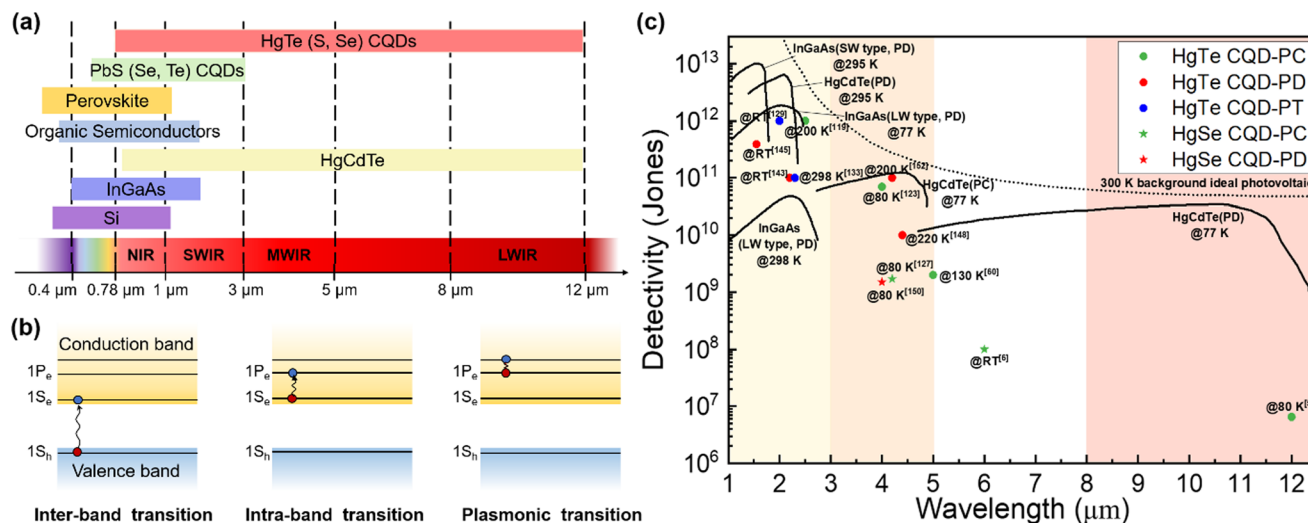 (a)
HgTe (S, Se) CQDs
PbS (Se, Te) CQDs
Perovskite
Organic Semiconductors
HgCdTe
InGaAs
Si
NIR
SWIR
MWIR
LWIR
0.4 μm
0.78 μm
1 μm
3 μm
5 μm
8 μm
12 μm
(b)
Conduction band
1Pe
1Se
1Sh
Valence band
Inter-band transition
1Pe
1Se
1Sh
Intra-band transition
1Pe
1Se
1Sh
Plasmonic transition
(c)
Detectivity (Jones)
10^13
10^12
10^11
10^10
10^9
10^8
10^7
10^6
1 2 3 4 5 6 7 8 9 10 11 12
Wavelength (μm)
InGaAs(SW type, PD)
@295 K
HgCdTe(PD)
@295 K
InGaAs(LW type, PD)
@77 K
@RT[129]
@200 K[119]
@RT[145]
@RT[143]
@298 K[133]
@200 K[152]
@80 K[123]
HgCdTe(PC)
@77 K
InGaAs
(LW type, PD)
@298 K
@220 K[148]
@80 K[127]
@80 K[150]
@130 K[60]
@RT[6]
300 K background ideal photovoltai
HgCdTe(PD)
@77 K
@80 K
HgTe CQD-PC
HgTe CQD-PD
HgTe CQD-PT
HgSe CQD-PC
HgSe CQD-PD